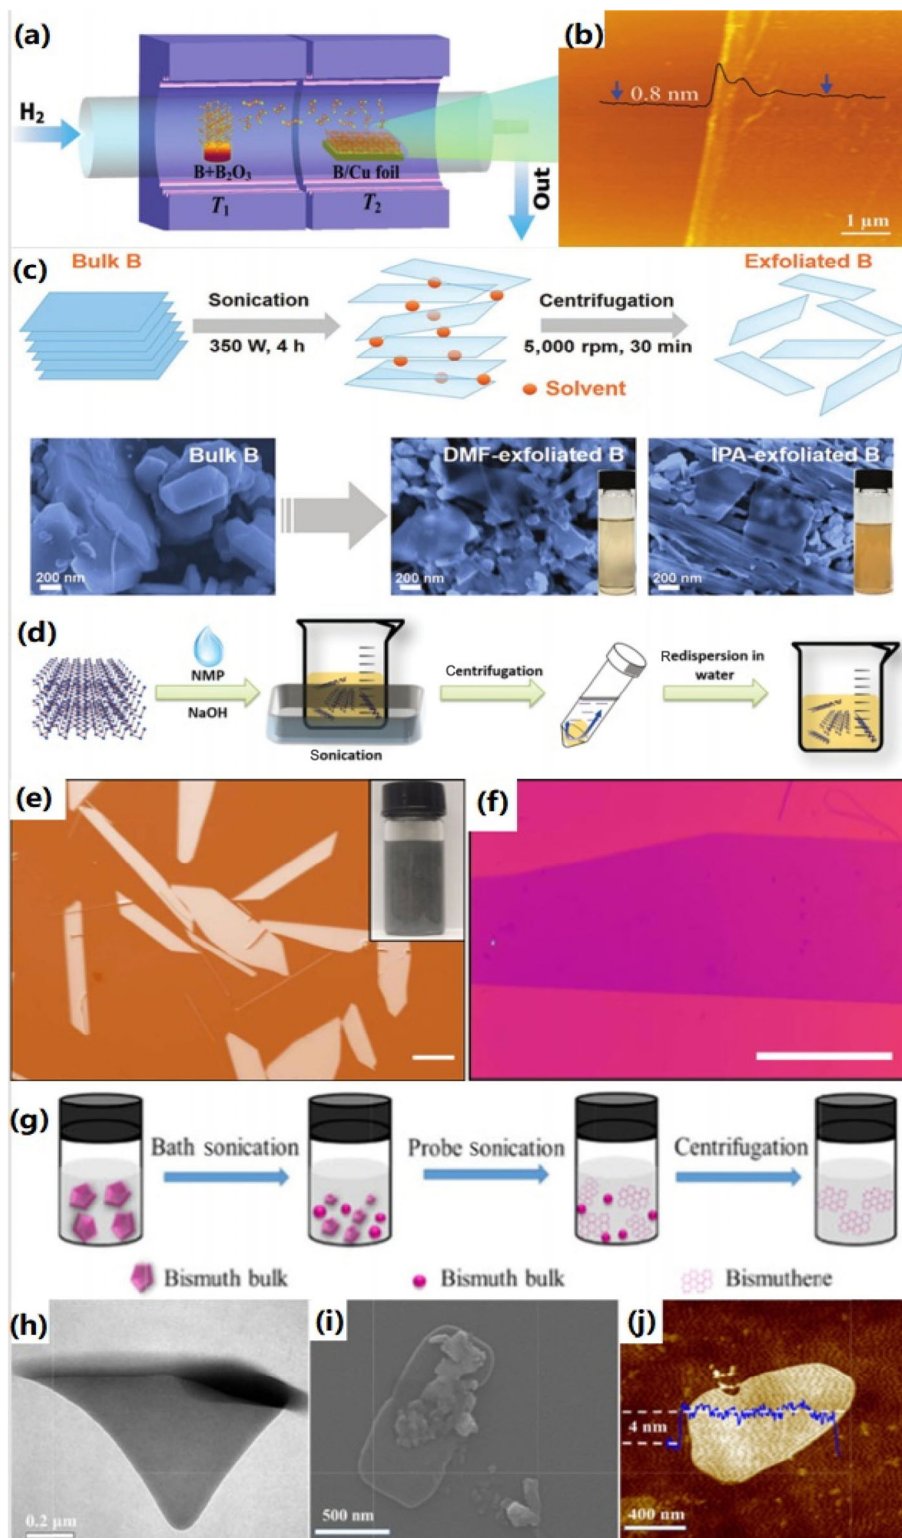 (a)
H₂
B+B₂O₃
B/Cu foil
T₁
T₂
Out
(b)
0.8 nm
1 μm
(c)
Bulk B
Sonication
350 W, 4 h
Centrifugation
5,000 rpm, 30 min
Exfoliated B
Solvent
Bulk B
200 nm
DMF-exfoliated B
200 nm
IPA-exfoliated B
200 nm
(d)
NMP
NaOH
Sonication
Centrifugation
Redispersion in
water
(e)
(f)
(g)
Bath sonication
Probe sonication
Centrifugation
Bismuth bulk
Bismuth bulk
Bismuthene
(h)
0.2 μm
(i)
500 nm
(j)
4 nm
400 nm